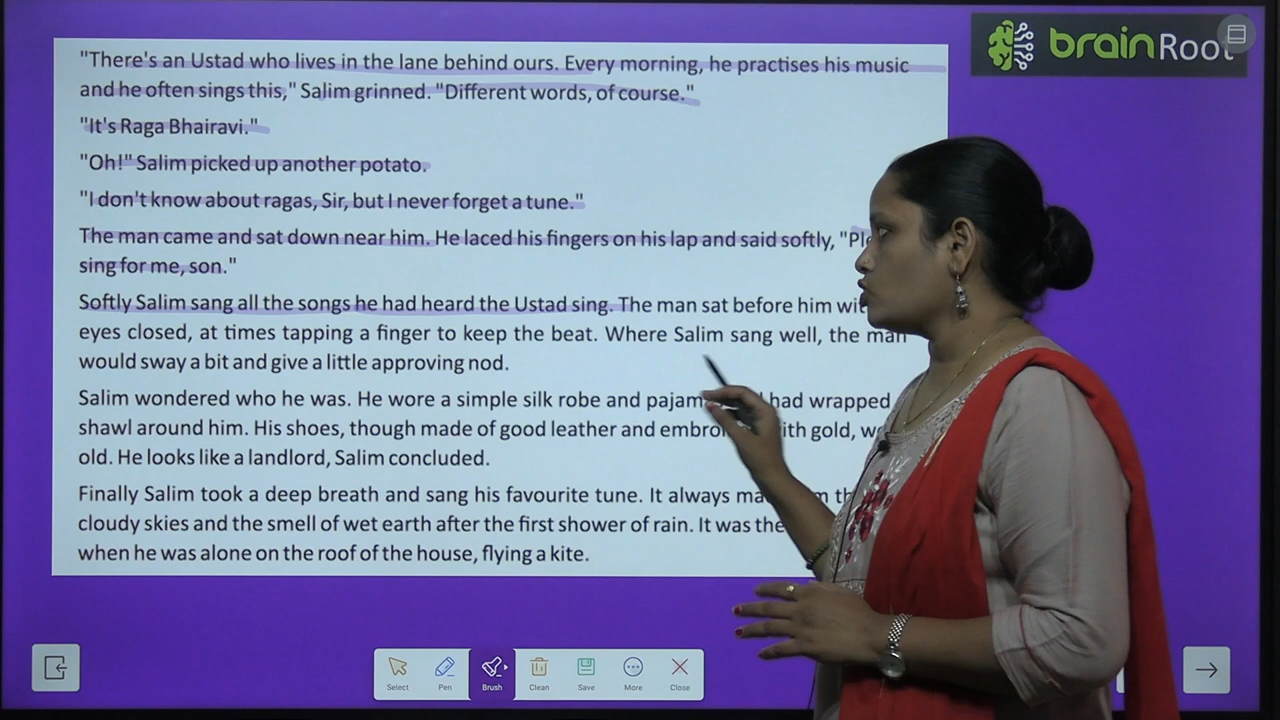 brainRoot
"There's an Ustad who lives in the lane behind ours. Every morning, he practises his music
and he often sings this," Salim grinned. "Different words, of course."
"It's Raga Bhairavi."
"Oh!" Salim picked up another potato.
"I don't know about ragas, Sir, but I never forget a tune."
The man came and sat down near him. He laced his fingers on his lap and said softly,
sing for me, son."
Softly Salim sang all the songs he had heard the Ustad sing. The man sat before him
eyes closed, at times tapping a finger to keep the beat. Where Salim sang well, the man
would sway a bit and give a little approving nod.
Salim wondered who he was. He wore a simple silk robe and had wrapped
shawl around him. His shoes, though made of good leather and gold,
old. He looks like a landlord, Salim concluded.
Finally Salim took a deep breath and sang his favourite tune. It always
cloudy skies and the smell of wet earth after the first shower of rain. It was the
when he was alone on the roof of the house, flying a kite.
Select Pen Brush Clean Save More Close